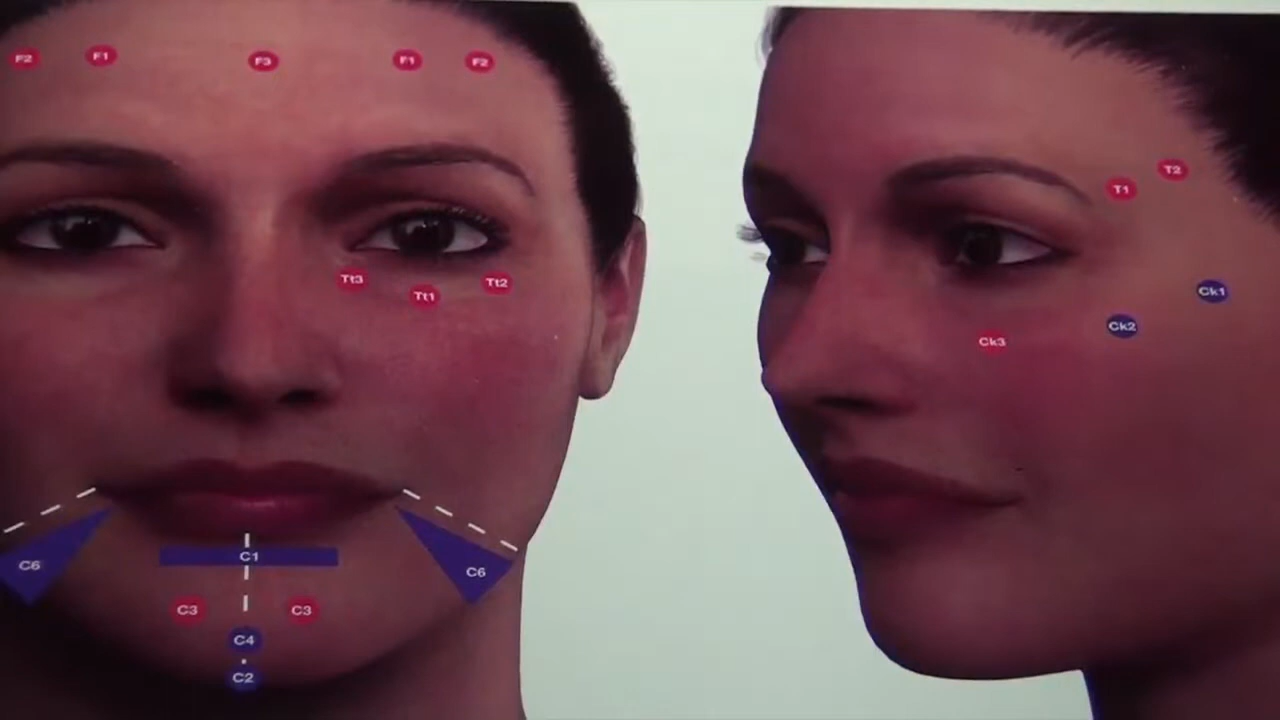 F2 F1 F3 F1 F2
T2
T1
Tt3 Tt1 Tt2
Ck1
Ck2
Ck3
C1
C6 C6
C3 C3
C4
C2